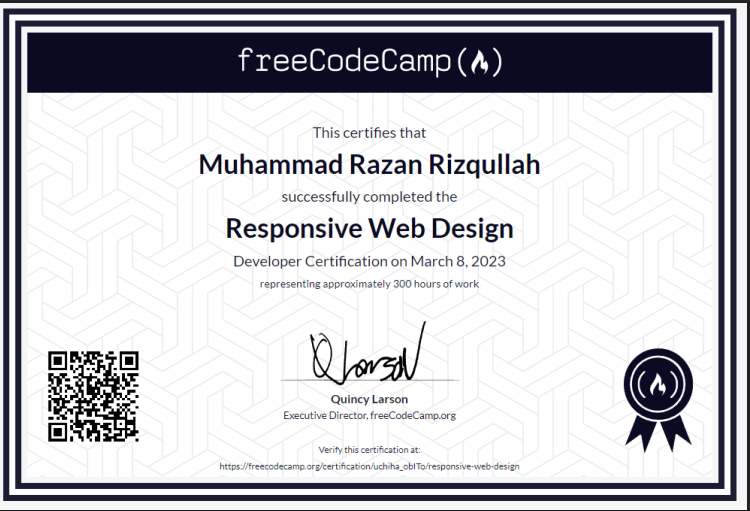 freeCodeCamp
This certifies that
Muhammad Razan Rizqullah
successfully completed the
Responsive Web Design
Developer Certification on March 8, 2023
representing approximately 300 hours of work
QLarson
Quincy Larson
Executive Director, freeCodeCamp.org
Verify this certification at:
https://freecodecamp.org/certification/uchiha_obITo/responsive-web-design